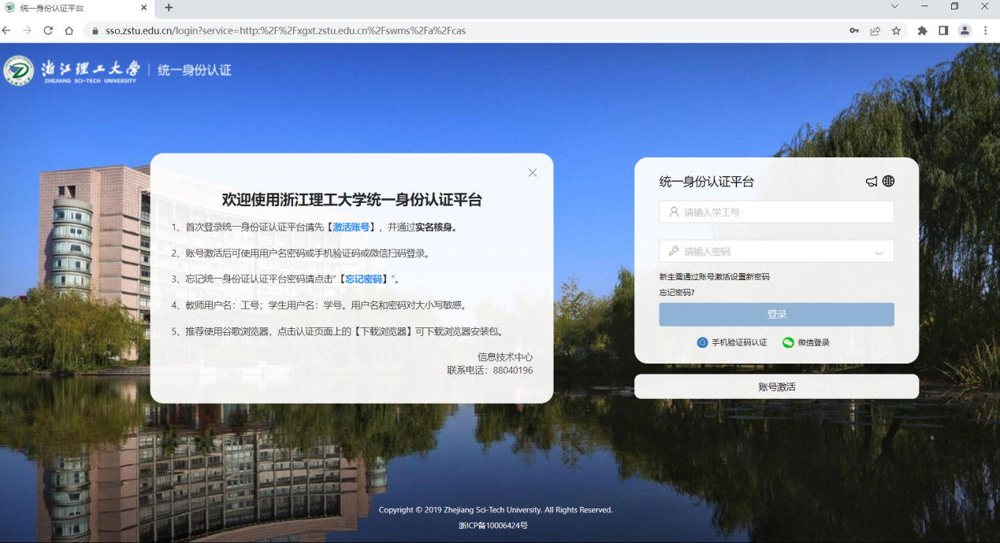 统一身份认证平台
sso.zstu.edu.cn/login?service=http:%2F%2Fxgxt.zstu.edu.cn%2Fswms%2Fa%2Fcas
浙江理工大学
ZHEJIANG SCI-TECH UNIVERSITY
统一身份认证
欢迎使用浙江理工大学统一身份认证平台
1、首次登录统一身份证认证平台请先【激活账号】，并通过实名核身。
2、账号激活后可使用用户名密码或手机验证码或微信扫码登录。
3、忘记统一身份证认证平台密码请点击“【忘记密码】”。
4、教师用户名：工号；学生用户名：学号。用户名和密码对大小写敏感。
5、推荐使用谷歌浏览器，点击认证页面上的【下载浏览器】可下载浏览器安装包。
信息技术中心
联系电话：88040196
统一身份认证平台
请输入学工号
请输入密码
新生需通过账号激活设置新密码
忘记密码?
登录
手机验证码认证
微信登录
账号激活
Copyright © 2019 Zhejiang Sci-Tech University. All Rights Reserved.
浙ICP备10006424号